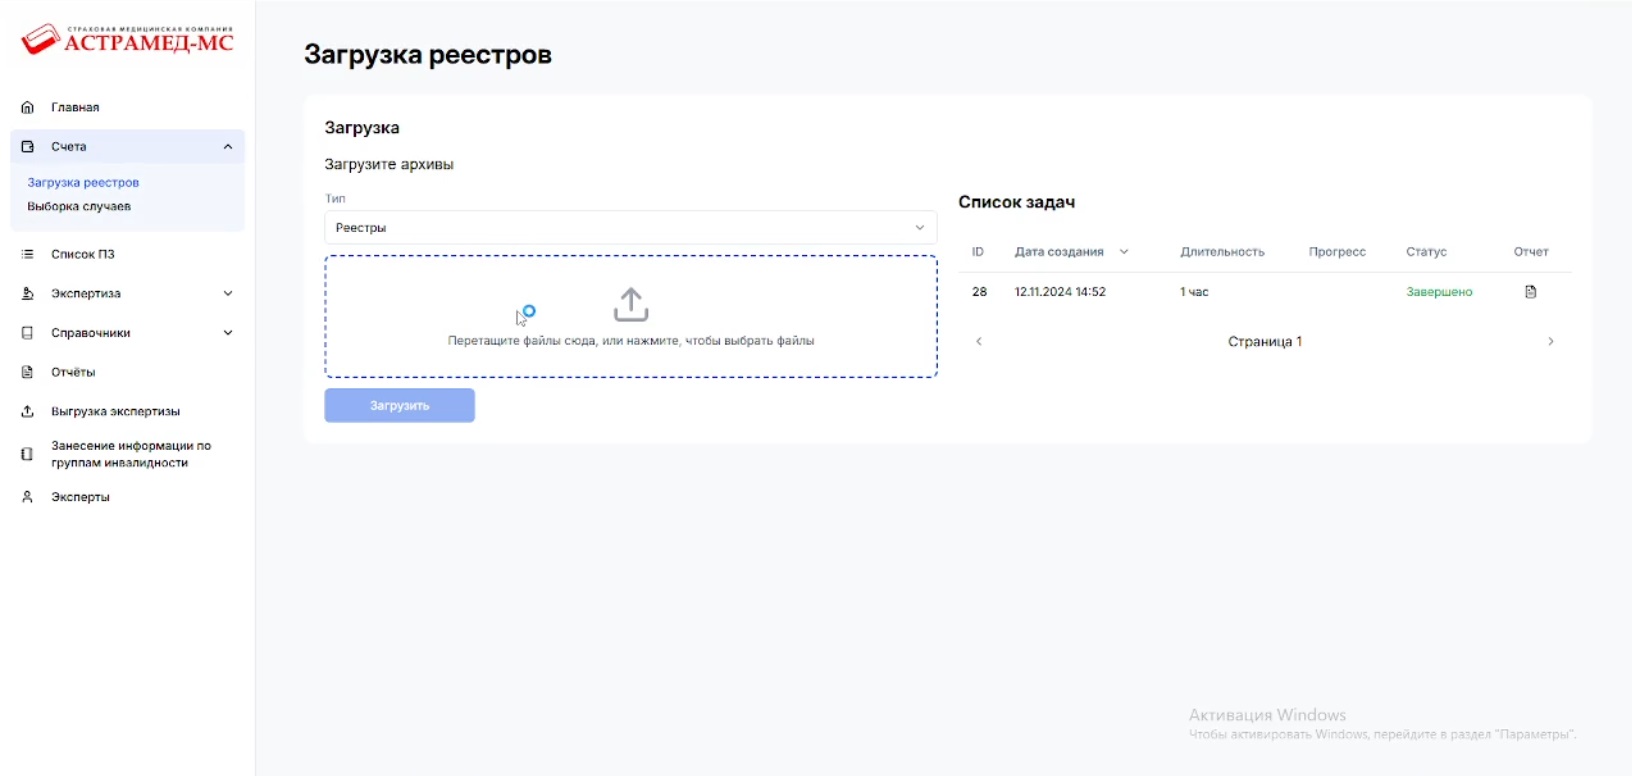 СТРАХОВАЯ МЕДИЦИНСКАЯ КОМПАНИЯ
АСТРАМЕД-МС
Главная
Счета
Загрузка реестров
Выборка случаев
Список ПЗ
Экспертиза
Справочники
Отчёты
Выгрузка экспертизы
Занесение информации по
группам инвалидности
Эксперты
Загрузка реестров
Загрузка
Загрузите архивы
Тип
Реестры
Перетащите файлы сюда, или нажмите, чтобы выбрать файлы
Загрузить
Список задач
ID Дата создания Длительность Прогресс Статус Отчет
28 12.11.2024 14:52 1 час Завершено
Страница 1
Активация Windows
Чтобы активировать Windows, перейдите в раздел "Параметры".